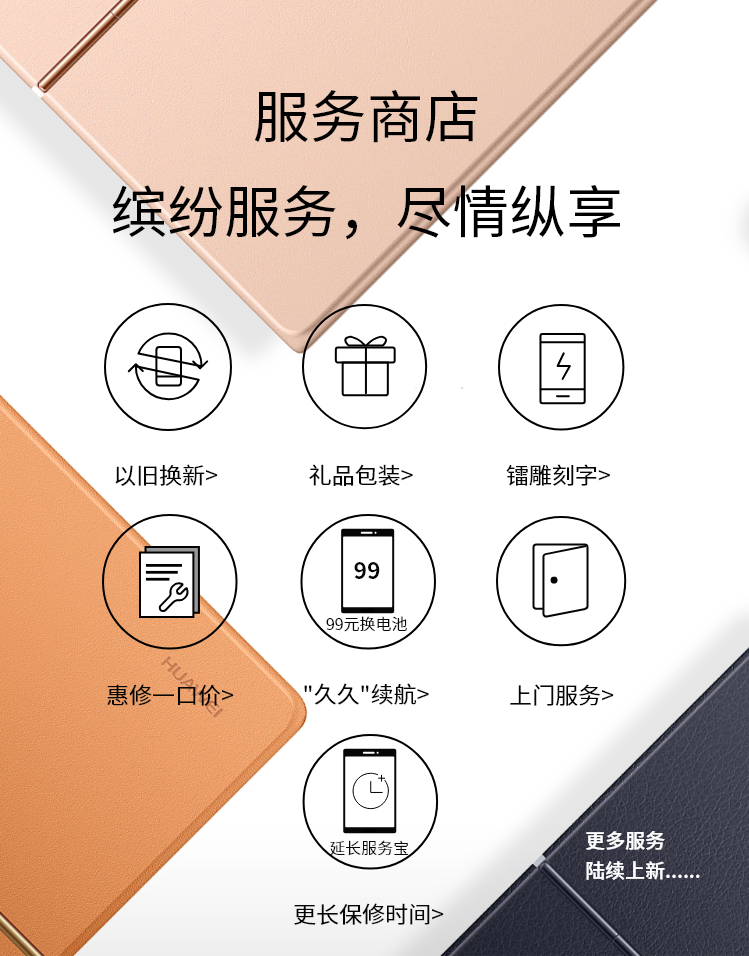 服务商店
缤纷服务，尽情纵享
以旧换新>
礼品包装>
镭雕刻字>
99
99元换电池
HUAWEI
惠修一口价>
"久久"续航>
上门服务>
延长服务宝
更长保修时间>
更多服务
陆续上新......